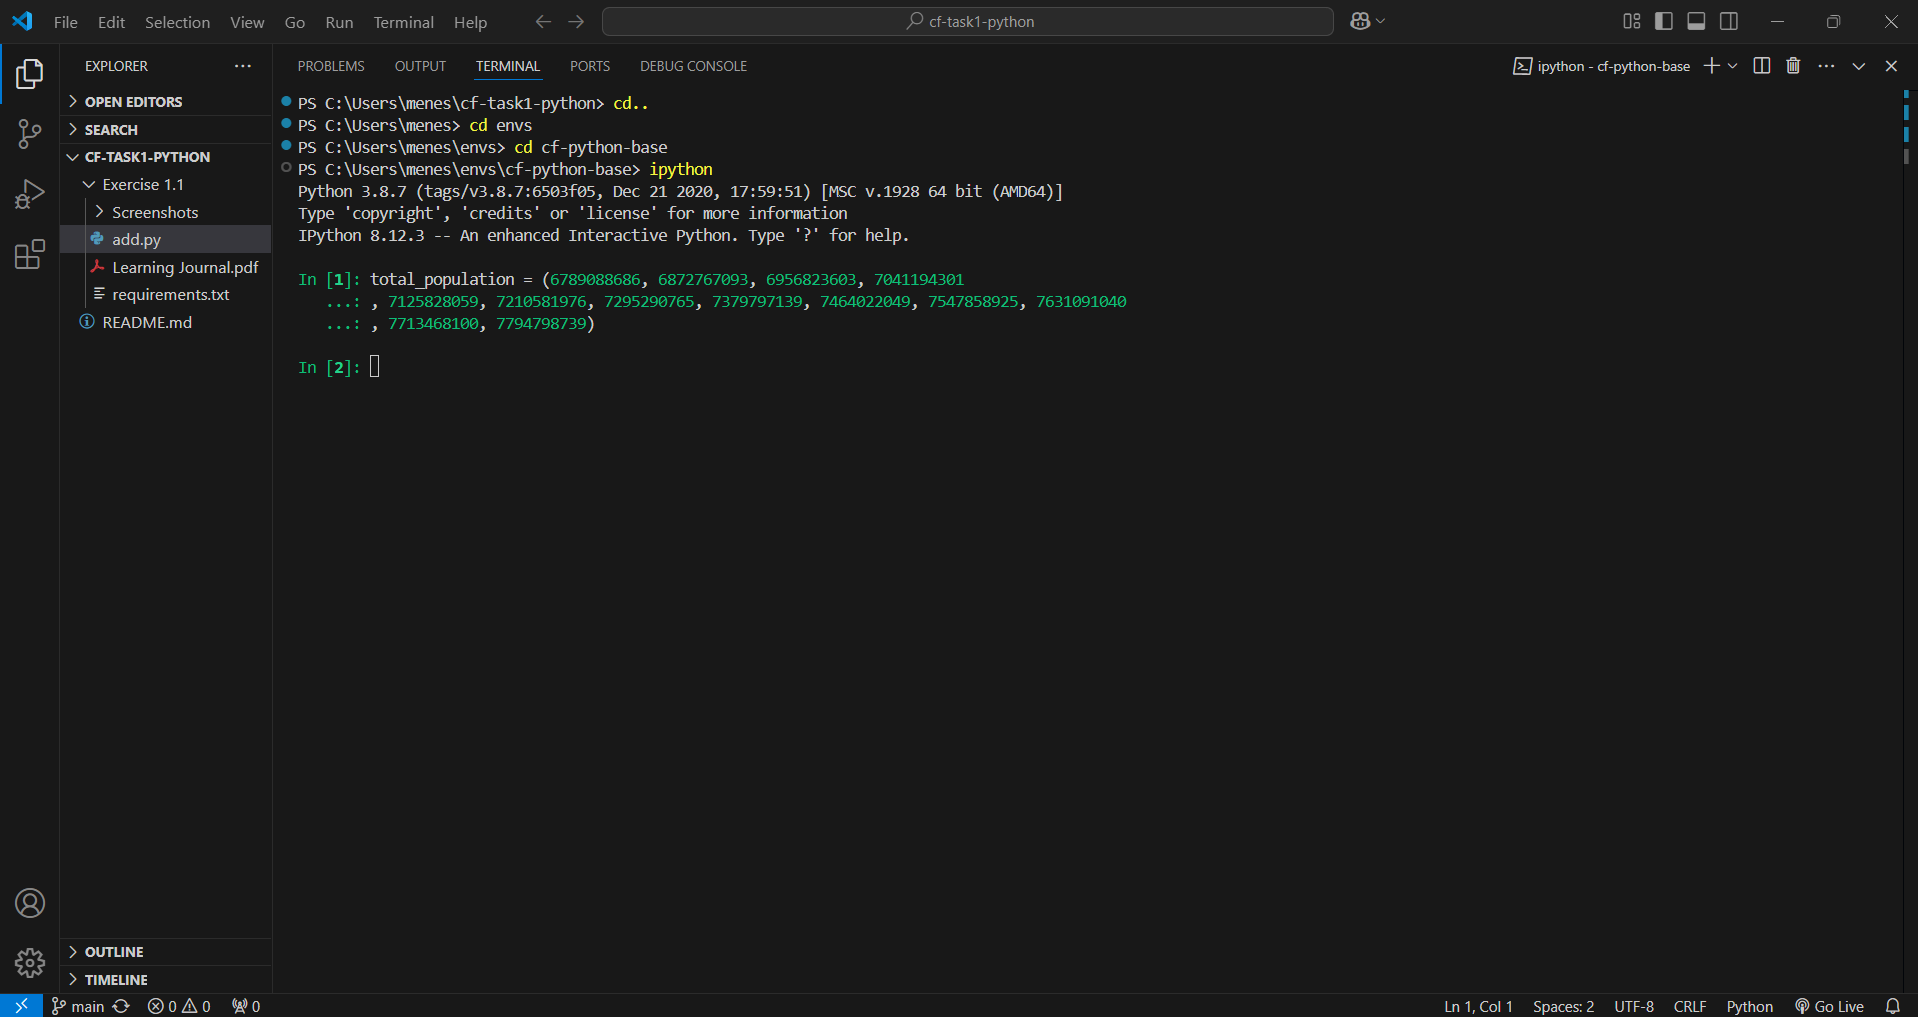 File Edit Selection View Go Run Terminal Help
cf-task1-python
EXPLORER
OPEN EDITORS
SEARCH
CF-TASK1-PYTHON
Exercise 1.1
Screenshots
add.py
Learning Journal.pdf
requirements.txt
README.md
OUTLINE
TIMELINE
PROBLEMS OUTPUT TERMINAL PORTS DEBUG CONSOLE
ipython - cf-python-base
PS C:\Users\menes\cf-task1-python> cd..
PS C:\Users\menes> cd envs
PS C:\Users\menes\envs> cd cf-python-base
PS C:\Users\menes\envs\cf-python-base> ipython
Python 3.8.7 (tags/v3.8.7:6503f05, Dec 21 2020, 17:59:51) [MSC v.1928 64 bit (AMD64)]
Type 'copyright', 'credits' or 'license' for more information
IPython 8.12.3 -- An enhanced Interactive Python. Type '?' for help.
In [1]: total_population = (6789088686, 6872767093, 6956823603, 7041194301
...: , 7125828059, 7210581976, 7295290765, 7379797139, 7464022049, 7547858925, 7631091040
...: , 7713468100, 7794798739)
In [2]:
main 0 0 0
Ln 1, Col 1 Spaces: 2 UTF-8 CRLF Python Go Live